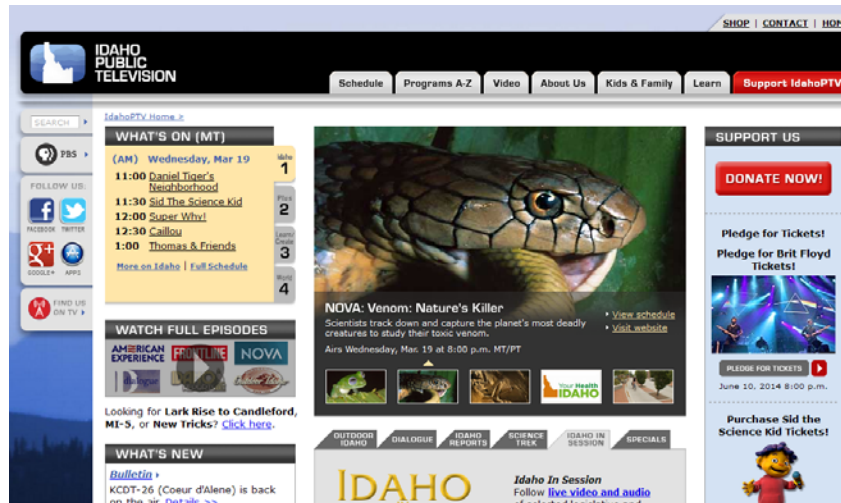 SHOP | CONTACT |
IDAHO
PUBLIC
TELEVISION
Schedule
Programs A-Z
Video
About Us
Kids & Family
Learn
Support IdahoPTV
SEARCH
PBS
FOLLOW US:
FACEBOOK TWITTER
GOOGLE+ APPS
FIND US
ON TV
IdahoPTV Home >
WHAT'S ON (MT)
(AM) Wednesday, Mar 19
11:00 Daniel Tiger's
Neighborhood
11:30 Sid The Science Kid
12:00 Super Why!
12:30 Caillou
1:00 Thomas & Friends
More on Idaho | Full Schedule
Idaho
1
Plus
2
Learn/
Create
3
World
4
WATCH FULL EPISODES
AMERICAN
EXPERIENCE
FRONTLINE
NOVA
dialogue
Looking for Lark Rise to Candleford,
MI-5, or New Tricks? Click here.
WHAT'S NEW
Bulletin
KCDT-26 (Coeur d'Alene) is back
on the air. Details >>
NOVA: Venom: Nature's Killer
Scientists track down and capture the planet's most deadly
creatures to study their toxic venom.
Airs Wednesday, Mar. 19 at 8:00 p.m. MT/PT
View schedule
Visit website
Your Health
IDAHO
OUTDOOR
IDAHO
DIALOGUE
IDAHO
REPORTS
SCIENCE
TREK
IDAHO IN
SESSION
SPECIALS
IDAHO
Idaho In Session
Follow live video and audio
of selected legislative and
SUPPORT US
DONATE NOW!
Pledge for Tickets!
Pledge for Brit Floyd
Tickets!
PLEDGE FOR TICKETS
June 10, 2014 8:00 p.m.
Purchase Sid the
Science Kid Tickets!